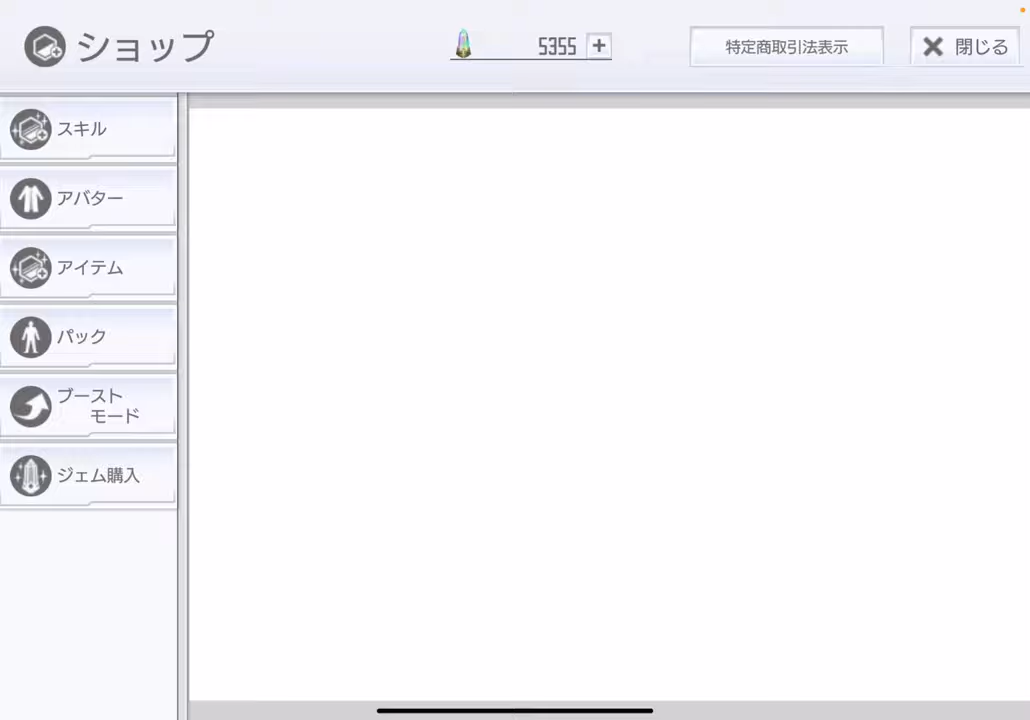 ショップ
5355
特定商取引法表示
閉じる
スキル
アバター
アイテム
パック
ブースト
モード
ジェム購入